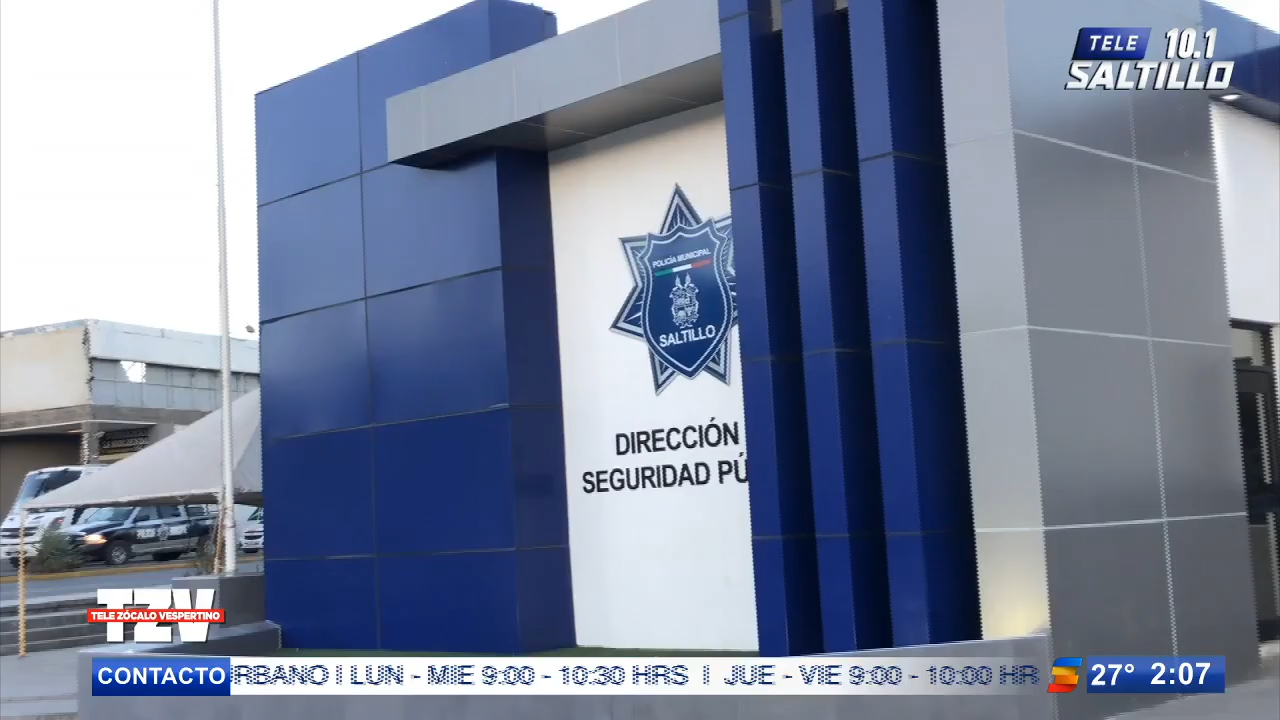 TELE 10.1
SALTILLO
POLICÍA MUNICIPAL
SALTILLO
DIRECCIÓN
SEGURIDAD PÚ
TZV
TELE ZÓCALO VESPERTINO
CONTACTO RBANO | LUN - MIE 9:00 - 10:30 HRS | JUE - VIE 9:00 - 10:00 HR 27° 2:07